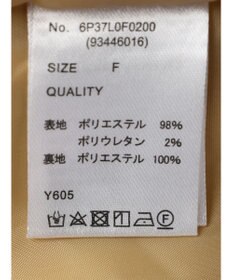 No. 6P37L0F0200
(93446016)
SIZE F
QUALITY
表地 ポリエステル 98%
ポリウレタン 2%
裏地 ポリエステル 100%
Y605